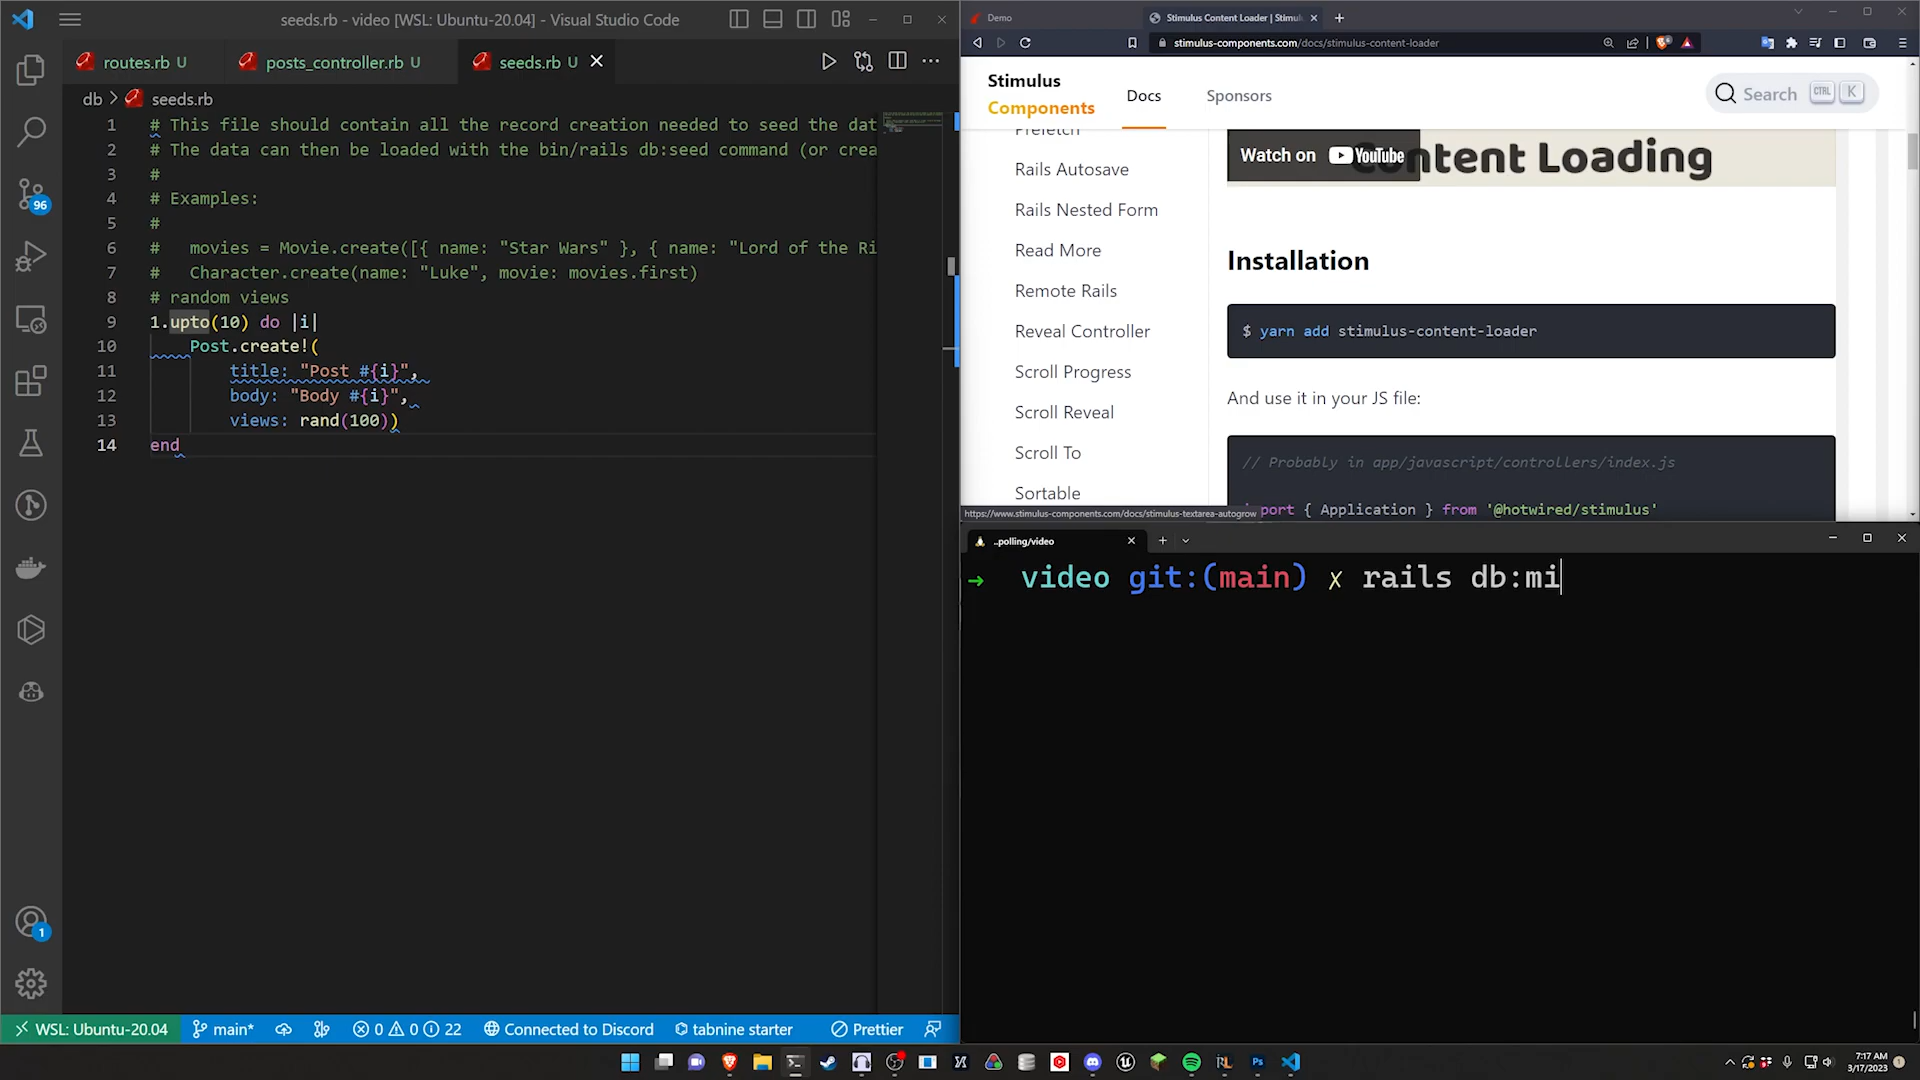 seeds.rb - video [WSL: Ubuntu-20.04] - Visual Studio Code
routes.rb U
posts_controller.rb U
seeds.rb U
db > seeds.rb
1 # This file should contain all the record creation needed to seed the dat
2 # The data can then be loaded with the bin/rails db:seed command (or crea
3 #
4 # Examples:
5 #
6 #   movies = Movie.create([{ name: "Star Wars" }, { name: "Lord of the Ri
7 #   Character.create(name: "Luke", movie: movies.first)
8 # random views
9 1.upto(10) do |i|
10     Post.create!(
11         title: "Post #{i}",
12         body: "Body #{i}",
13         views: rand(100))
14 end
96
1
WSL: Ubuntu-20.04
main*
0 0 22
Connected to Discord
tabnine starter
Prettier
Demo
Stimulus Content Loader | Stimul
stimulus-components.com/docs/stimulus-content-loader
Stimulus
Components
Docs
Sponsors
Search CTRL K
Prefetch
Rails Autosave
Rails Nested Form
Read More
Remote Rails
Reveal Controller
Scroll Progress
Scroll Reveal
Scroll To
Sortable
Watch on YouTube
Content Loading
Installation
$ yarn add stimulus-content-loader
And use it in your JS file:
// Probably in app/javascript/controllers/index.js
import { Application } from '@hotwired/stimulus'
https://www.stimulus-components.com/docs/stimulus-textarea-autogrow
..polling/video
→ video git:(main) ✗ rails db:mi
7:17 AM
3/17/2023